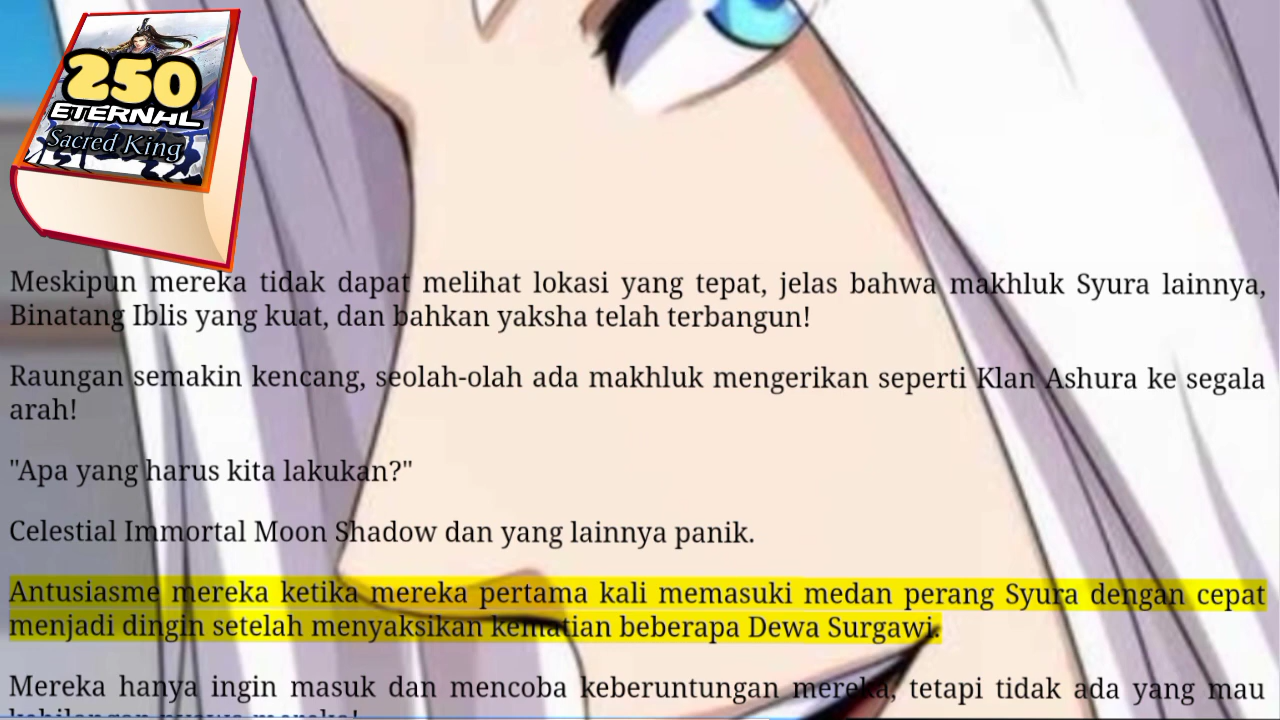 250
ETERNAL
Sacred King
Meskipun mereka tidak dapat melihat lokasi yang tepat, jelas bahwa makhluk Syura lainnya,
Binatang Iblis yang kuat, dan bahkan yaksha telah terbangun!
Raungan semakin kencang, seolah-olah ada makhluk mengerikan seperti Klan Ashura ke segala
arah!
"Apa yang harus kita lakukan?"
Celestial Immortal Moon Shadow dan yang lainnya panik.
Antusiasme mereka ketika mereka pertama kali memasuki medan perang Syura dengan cepat
menjadi dingin setelah menyaksikan kematian beberapa Dewa Surgawi.
Mereka hanya ingin masuk dan mencoba keberuntungan mereka, tetapi tidak ada yang mau